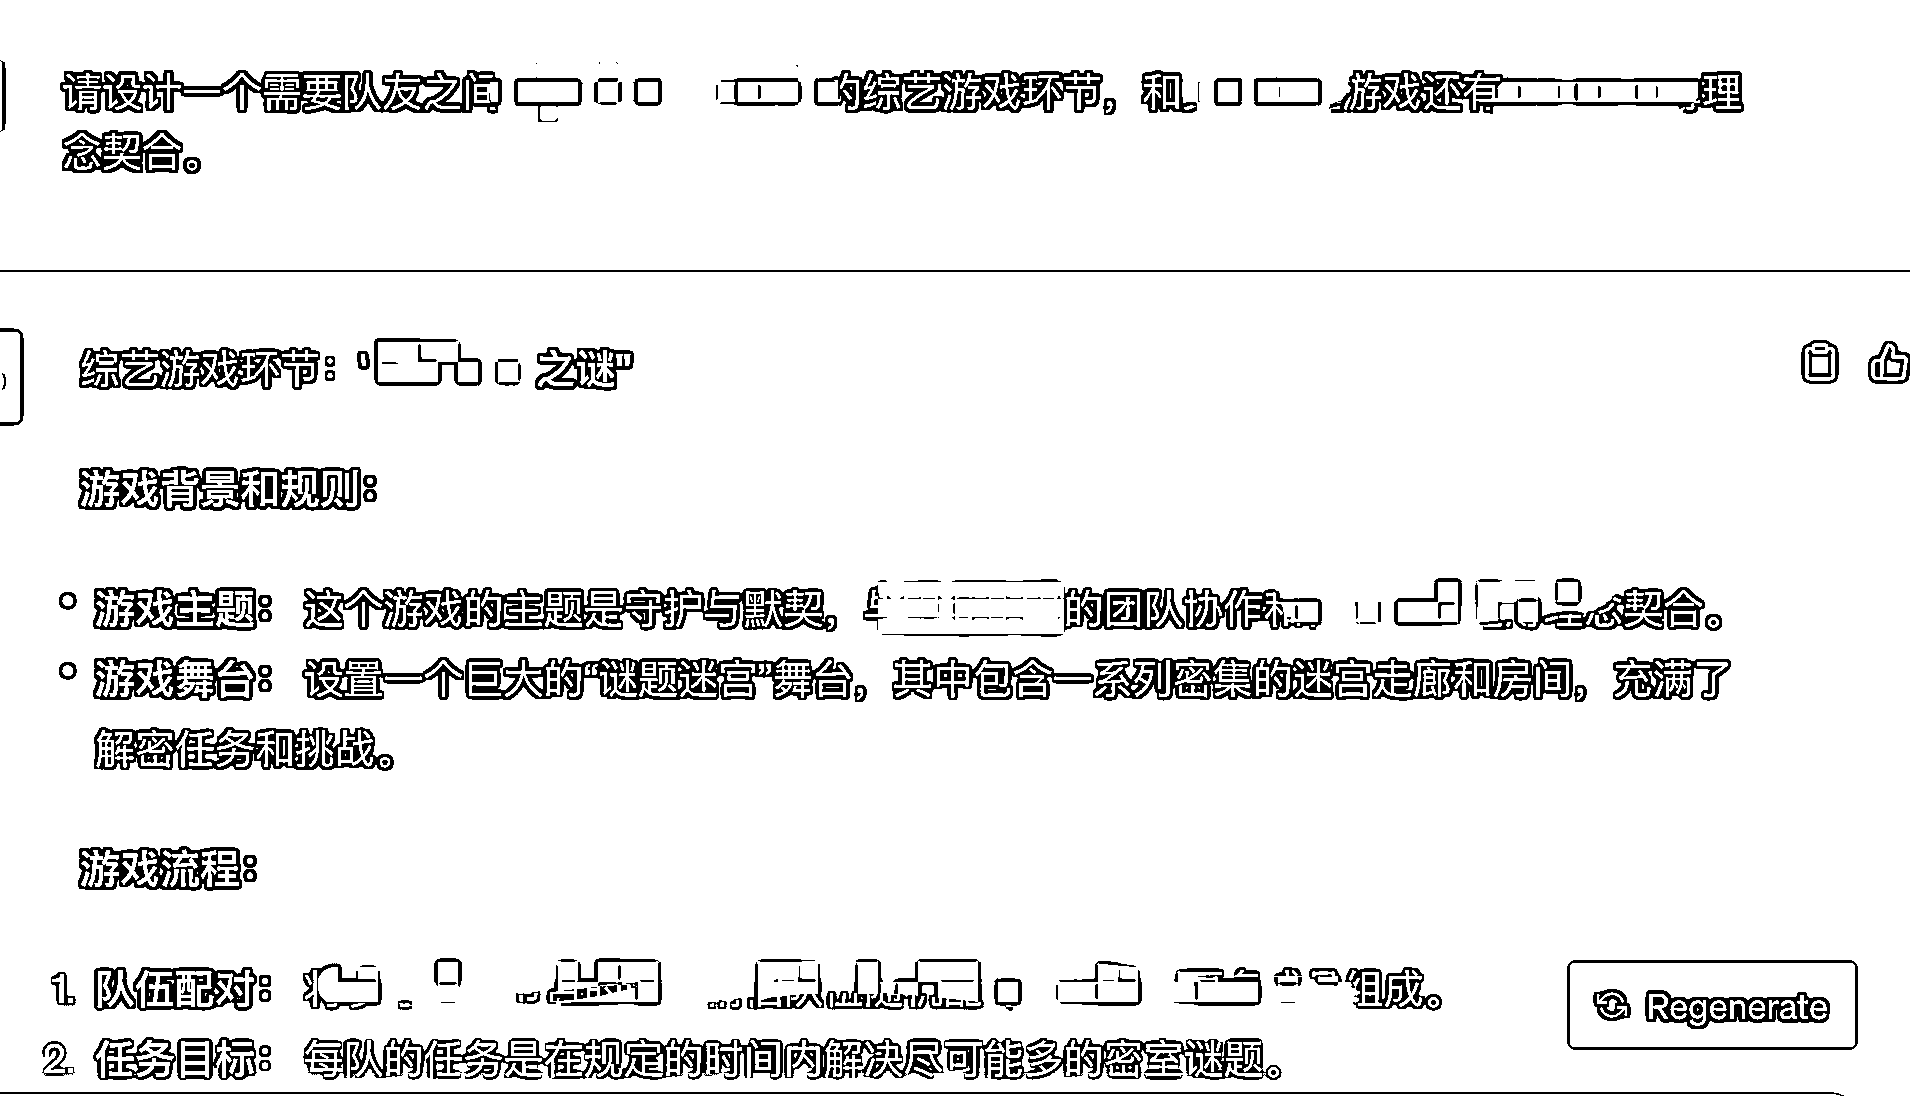 请设计一个需要队友之间 的综艺游戏环节，和 游戏还有 理
念契合。
综艺游戏环节：" 之谜"
游戏背景和规则：
游戏主题： 这个游戏的主题是守护与默契， 的团队协作和 念契合。
游戏舞台： 设置一个巨大的“谜题迷宫”舞台，其中包含一系列密集的迷宫走廊和房间，充满了
解密任务和挑战。
游戏流程：
1. 队伍配对： 组成。
Regenerate
2. 任务目标： 每队的任务是在规定的时间内解决尽可能多的密室谜题。